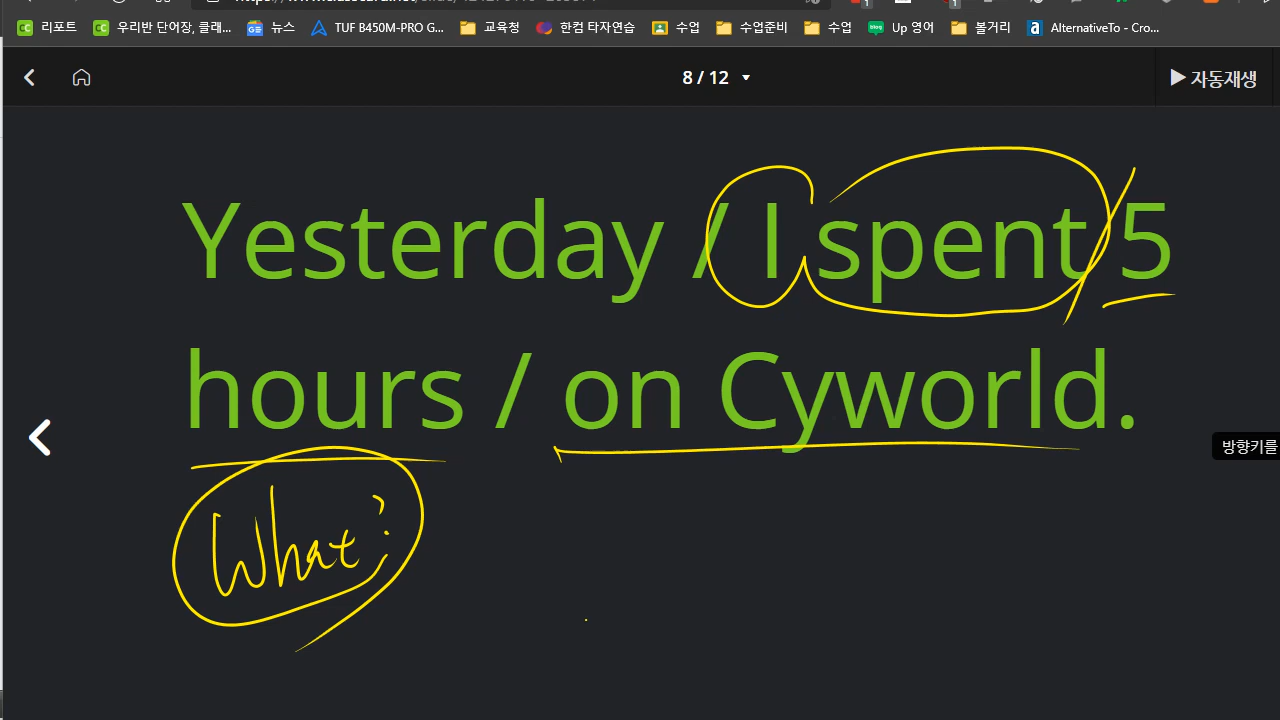 리포트 우리반 단어장, 클래... 뉴스 TUF B450M-PRO G... 교육청 한컴 타자연습 수업 수업준비 수업 Up 영어 볼거리 AlternativeTo - Cro...
8 / 12 ▶ 자동재생
Yesterday / I spent 5
hours / on Cyworld.
방향키를
What?